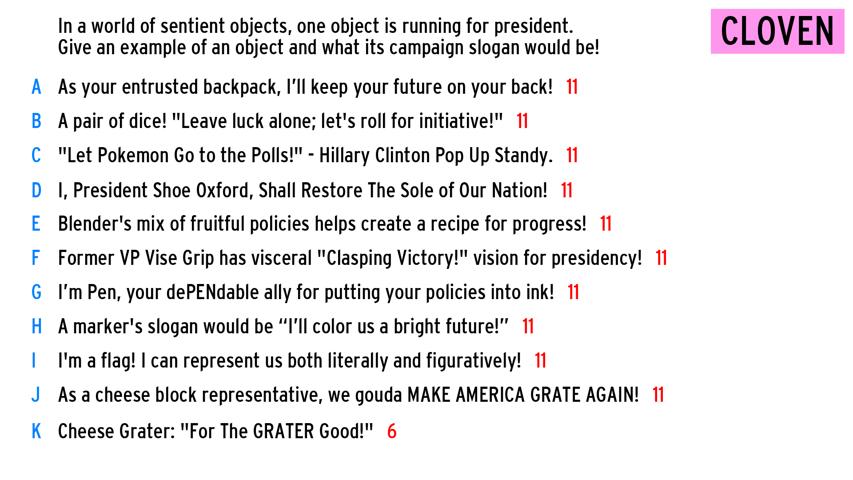 In a world of sentient objects, one object is running for president.
Give an example of an object and what its campaign slogan would be!
CLOVEN
A As your entrusted backpack, I’ll keep your future on your back! 11
B A pair of dice! "Leave luck alone; let's roll for initiative!" 11
C "Let Pokemon Go to the Polls!" - Hillary Clinton Pop Up Standy. 11
D I, President Shoe Oxford, Shall Restore The Sole of Our Nation! 11
E Blender's mix of fruitful policies helps create a recipe for progress! 11
F Former VP Vise Grip has visceral "Clasping Victory!" vision for presidency! 11
G I’m Pen, your dePENdable ally for putting your policies into ink! 11
H A marker's slogan would be “I’ll color us a bright future!” 11
I I'm a flag! I can represent us both literally and figuratively! 11
J As a cheese block representative, we gouda MAKE AMERICA GRATE AGAIN! 11
K Cheese Grater: "For The GRATER Good!" 6